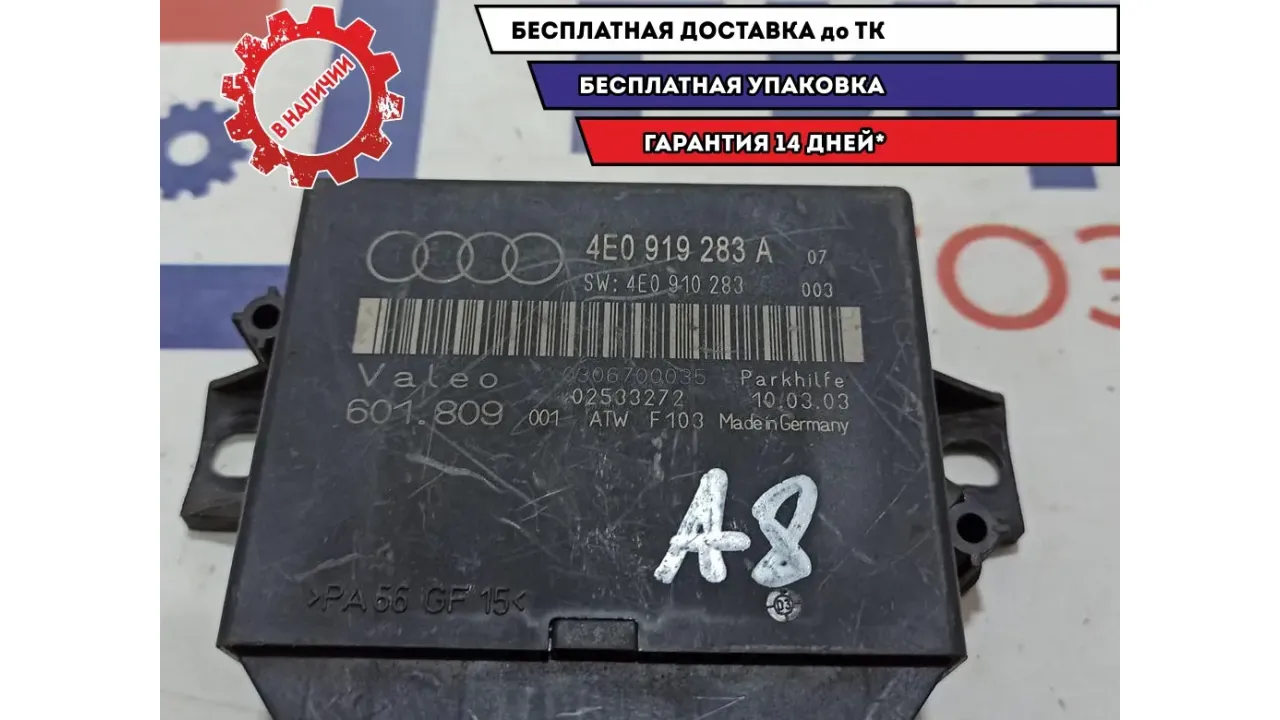 БЕСПЛАТНАЯ ДОСТАВКА до ТК
БЕСПЛАТНАЯ УПАКОВКА
ГАРАНТИЯ 14 ДНЕЙ*
В НАЛИЧИИ
4E0 919 283 A 07
SW: 4E0 910 283 003
Valeo 0306700035 Parkhilfe
02533272 10.03.03
601.809 001 ATW F103 Made in Germany
A8
>PA 66 GF 15<
03